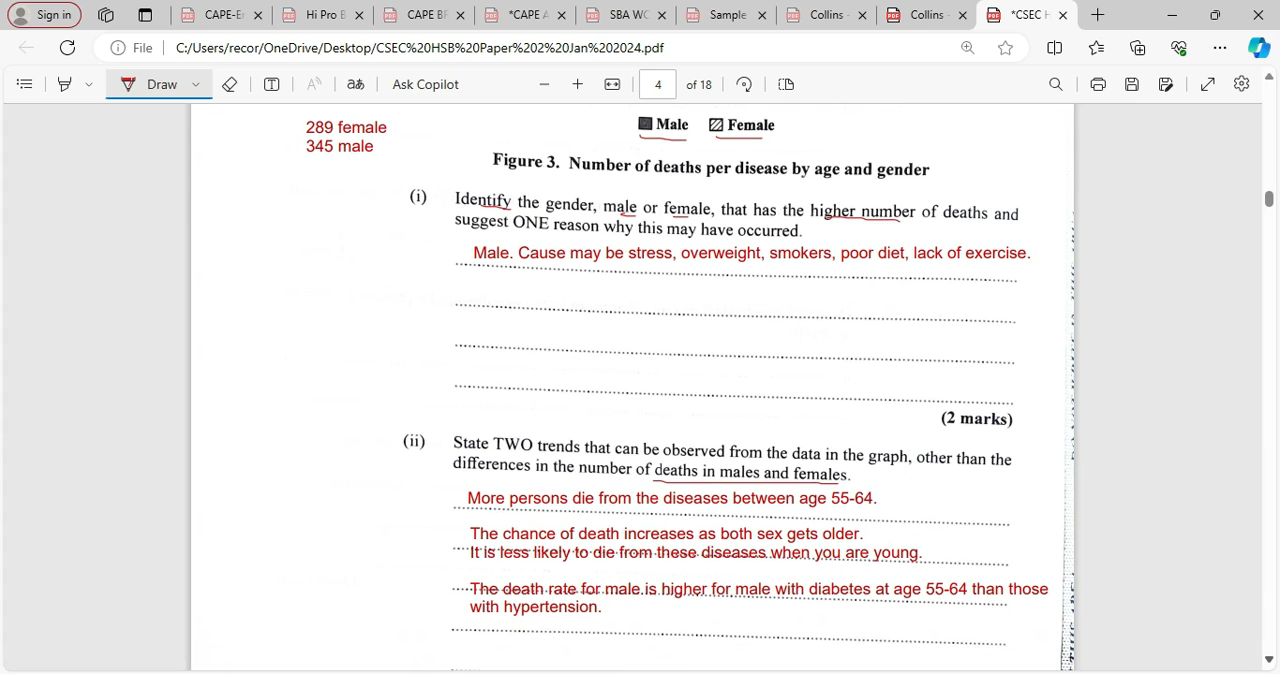 Sign in
CAPE-Er
Hi Pro B
CAPE BF
*CAPE A
SBA WC
Sample
Collins -
Collins -
*CSEC H
File
C:/Users/recor/OneDrive/Desktop/CSEC%20HSB%20Paper%202%20Jan%202024.pdf
Draw
aあ
Ask Copilot
4
of 18
289 female
345 male
Male Female
Figure 3. Number of deaths per disease by age and gender
(i) Identify the gender, male or female, that has the higher number of deaths and
suggest ONE reason why this may have occurred.
Male. Cause may be stress, overweight, smokers, poor diet, lack of exercise.
(2 marks)
(ii) State TWO trends that can be observed from the data in the graph, other than the
differences in the number of deaths in males and females.
More persons die from the diseases between age 55-64.
The chance of death increases as both sex gets older.
It is less likely to die from these diseases when you are young.
The death rate for male is higher for male with diabetes at age 55-64 than those
with hypertension.